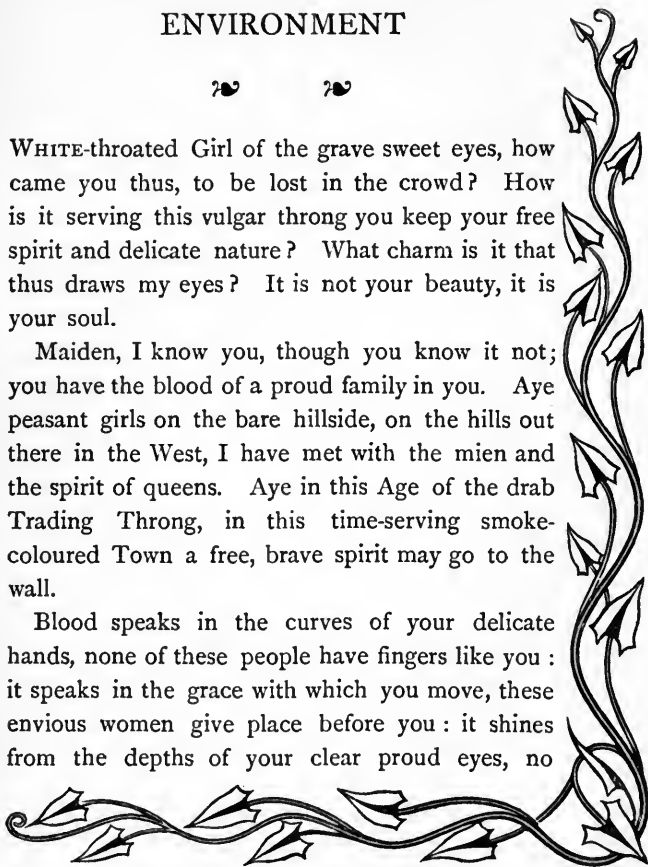 ENVIRONMENT
WHITE-throated Girl of the grave sweet eyes, how
came you thus, to be lost in the crowd? How
is it serving this vulgar throng you keep your free
spirit and delicate nature? What charm is it that
thus draws my eyes? It is not your beauty, it is
your soul.
Maiden, I know you, though you know it not;
you have the blood of a proud family in you. Aye
peasant girls on the bare hillside, on the hills out
there in the West, I have met with the mien and
the spirit of queens. Aye in this Age of the drab
Trading Throng, in this time-serving smoke-
coloured Town a free, brave spirit may go to the
wall.
Blood speaks in the curves of your delicate
hands, none of these people have fingers like you :
it speaks in the grace with which you move, these
envious women give place before you : it shines
from the depths of your clear proud eyes, no